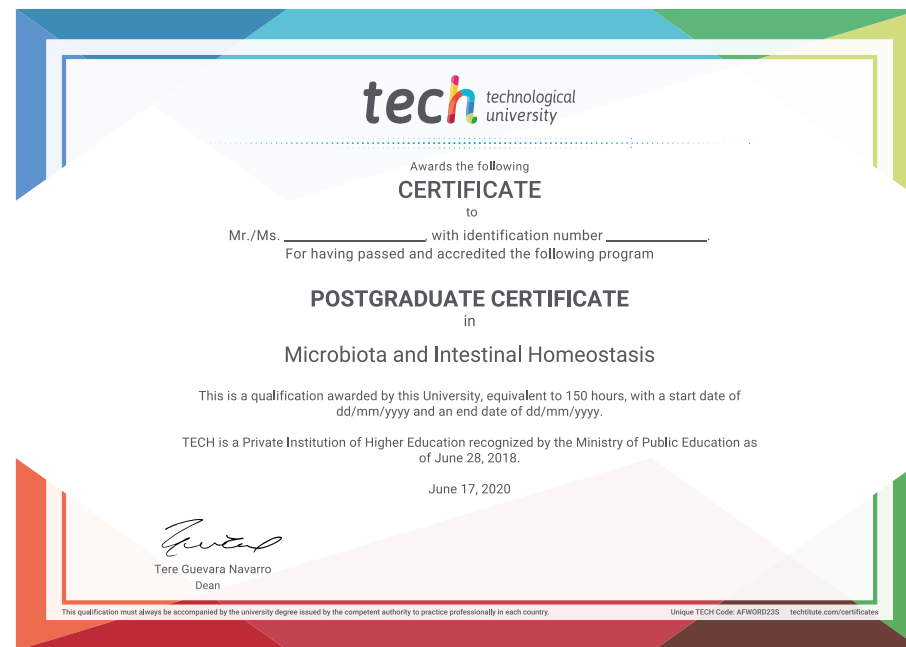 tech technological
university
Awards the following
CERTIFICATE
to
Mr./Ms. ____________________, with identification number ______________.
For having passed and accredited the following program
POSTGRADUATE CERTIFICATE
in
Microbiota and Intestinal Homeostasis
This is a qualification awarded by this University, equivalent to 150 hours, with a start date of
dd/mm/yyyy and an end date of dd/mm/yyyy.
TECH is a Private Institution of Higher Education recognized by the Ministry of Public Education as
of June 28, 2018.
June 17, 2020
Tere Guevara Navarro
Dean
This qualification must always be accompanied by the university degree issued by the competent authority to practice professionally in each country.
Unique TECH Code: AFWORD23S techtitute.com/certificates